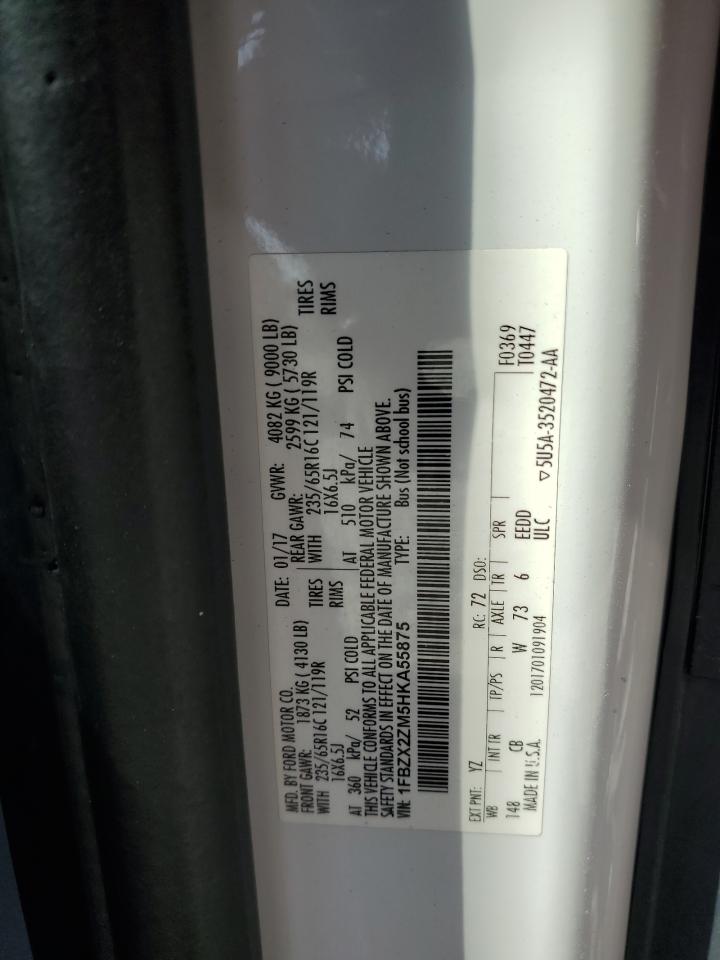 MFD. BY FORD MOTOR CO. DATE: 01/17 GVWR: 4082 KG ( 9000 LB)
FRONT GAWR: 1873 KG ( 4130 LB) REAR GAWR: 2599 KG ( 5730 LB)
WITH 235/65R16C 121/119R TIRES WITH 235/65R16C 121/119R TIRES
16X6.5J RIMS 16X6.5J RIMS
AT 360 kPa/ 52 PSI COLD AT 510 kPa/ 74 PSI COLD
THIS VEHICLE CONFORMS TO ALL APPLICABLE FEDERAL MOTOR VEHICLE
SAFETY STANDARDS IN EFFECT ON THE DATE OF MANUFACTURE SHOWN ABOVE.
VIN: 1FBZX2ZM5HKA55875 TYPE: Bus (Not school bus)
EXT PNT: YZ RC: 72 DSO:
WB INT TR TP/PS R AXLE TR SPR F0369
148 CB W 73 6 EEDD T0447
MADE IN U.S.A. 1201701091904 ULC ▽5U5A-3520472-AA